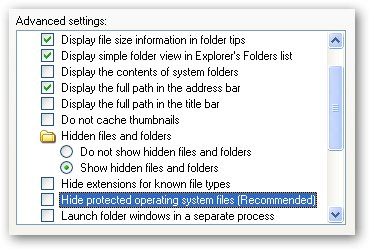 Advanced settings:
Display file size information in folder tips
Display simple folder view in Explorer's Folders list
Display the contents of system folders
Display the full path in the address bar
Display the full path in the title bar
Do not cache thumbnails
Hidden files and folders
Do not show hidden files and folders
Show hidden files and folders
Hide extensions for known file types
Hide protected operating system files (Recommended)
Launch folder windows in a separate process